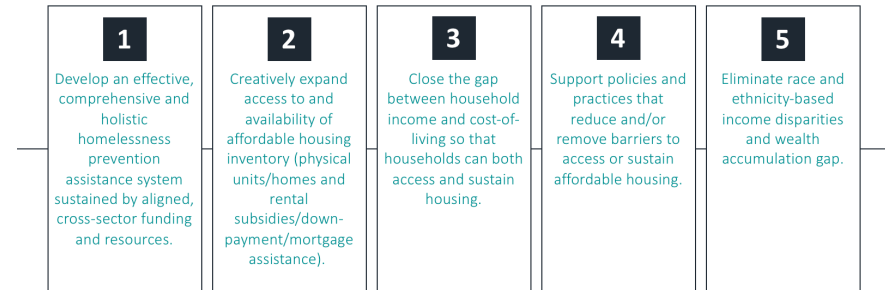 1
Develop an effective,
comprehensive and
holistic
homelessness
prevention
assistance system
sustained by aligned,
cross-sector funding
and resources.
2
Creatively expand
access to and
availability of
affordable housing
inventory (physical
units/homes and
rental
subsidies/down-
payment/mortgage
assistance).
3
Close the gap
between household
income and cost-of-
living so that
households can both
access and sustain
housing.
4
Support policies and
practices that
reduce and/or
remove barriers to
access or sustain
affordable housing.
5
Eliminate race and
ethnicity-based
income disparities
and wealth
accumulation gap.